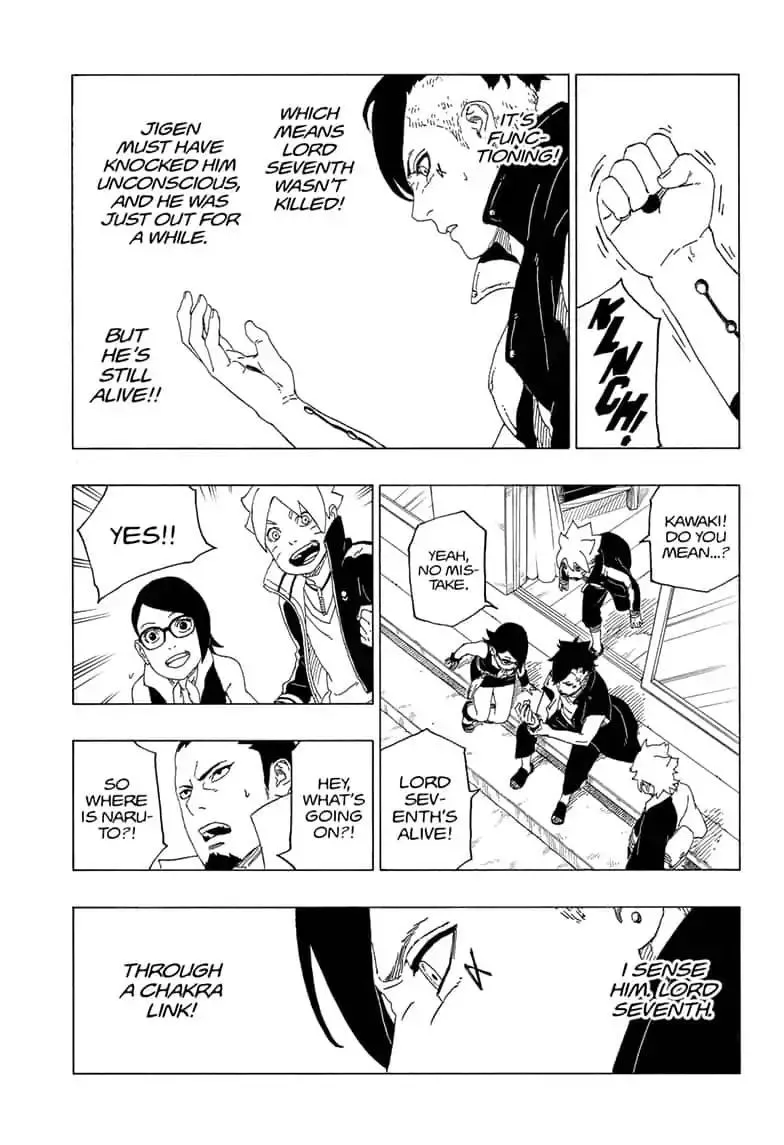 KLNCH!
IT'S
FUNC-
TIONING!
WHICH
MEANS
LORD
SEVENTH
WASN'T
KILLED!
JIGEN
MUST HAVE
KNOCKED HIM
UNCONSCIOUS,
AND HE WAS
JUST OUT FOR
A WHILE.
BUT
HE'S
STILL
ALIVE!!
KAWAKI!
DO YOU
MEAN...?
YEAH,
NO MIS-
TAKE.
LORD
SEV-
ENTH'S
ALIVE!
YES!!
HEY,
WHAT'S
GOING
ON?!
SO
WHERE
IS NARU-
TO?!
I SENSE
HIM, LORD
SEVENTH.
THROUGH
A CHAKRA
LINK!